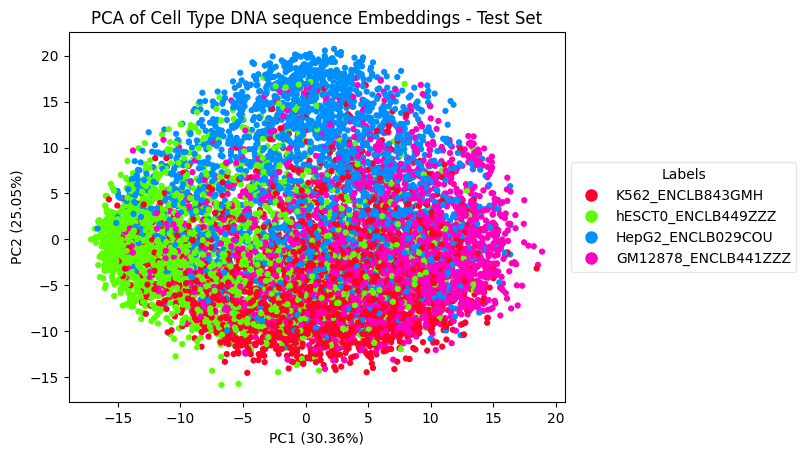 PCA of Cell Type DNA sequence Embeddings - Test Set
20
15
10
5
0
−5
−10
−15
PC2 (25.05%)
−15
−10
−5
0
5
10
15
20
PC1 (30.36%)
Labels
K562_ENCLB843GMH
hESCT0_ENCLB449ZZZ
HepG2_ENCLB029COU
GM12878_ENCLB441ZZZ